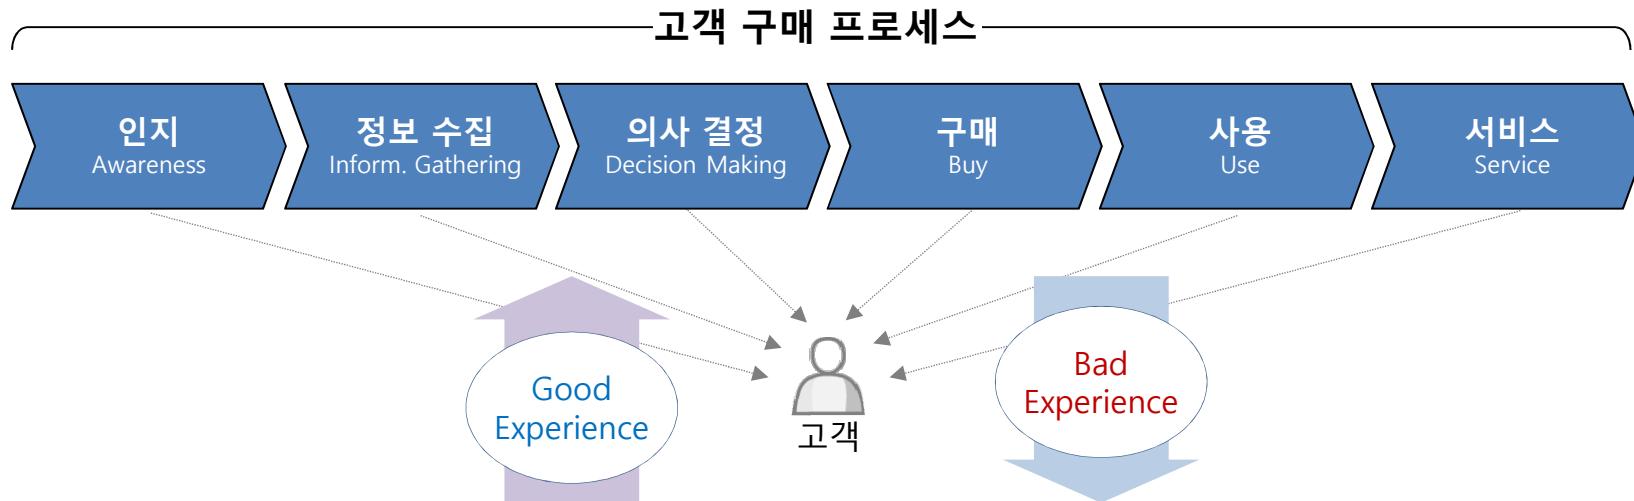 고객 구매 프로세스
인지
Awareness
정보 수집
Inform. Gathering
의사 결정
Decision Making
구매
Buy
사용
Use
서비스
Service
Good
Experience
고객
Bad
Experience